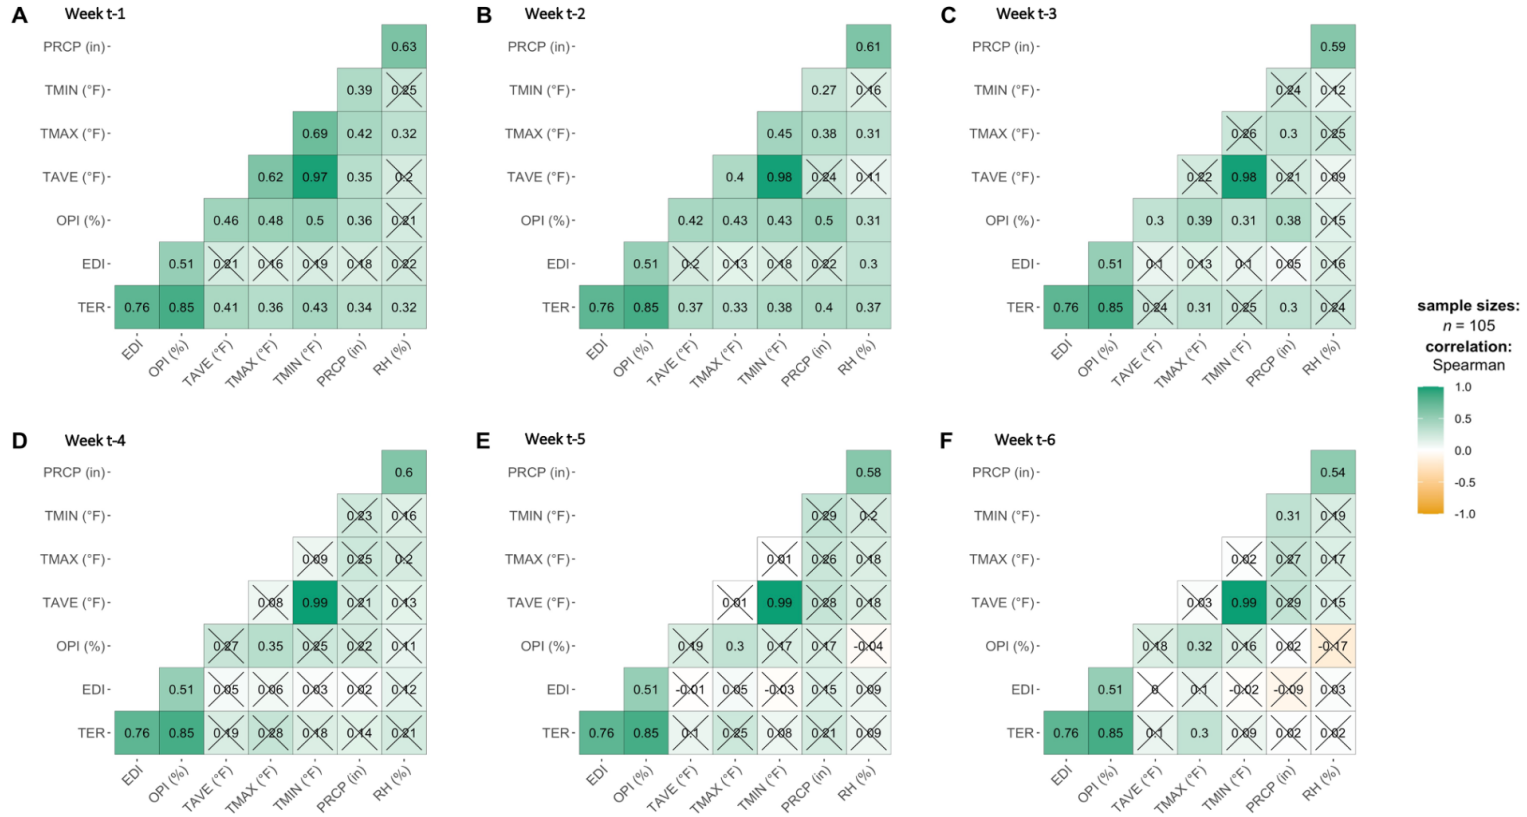 A Week t-1
PRCP (in) 0.63
TMIN (°F) 0.39 0.25
TMAX (°F) 0.69 0.42 0.32
TAVE (°F) 0.62 0.97 0.35 0.2
OPI (%) 0.46 0.48 0.5 0.36 0.21
EDI 0.51 0.21 0.16 0.19 0.18 0.22
TER 0.76 0.85 0.41 0.36 0.43 0.34 0.32
EDI OPI (%) TAVE (°F) TMAX (°F) TMIN (°F) PRCP (in) RH (%)
B Week t-2
PRCP (in) 0.61
TMIN (°F) 0.27 0.16
TMAX (°F) 0.45 0.38 0.31
TAVE (°F) 0.4 0.98 0.24 0.11
OPI (%) 0.42 0.43 0.43 0.5 0.31
EDI 0.51 0.2 0.13 0.18 0.22 0.3
TER 0.76 0.85 0.37 0.33 0.38 0.4 0.37
EDI OPI (%) TAVE (°F) TMAX (°F) TMIN (°F) PRCP (in) RH (%)
C Week t-3
PRCP (in) 0.59
TMIN (°F) 0.24 0.12
TMAX (°F) 0.26 0.3 0.25
TAVE (°F) 0.22 0.98 0.21 0.09
OPI (%) 0.3 0.39 0.31 0.38 0.15
EDI 0.51 0.1 0.13 0.1 0.05 0.16
TER 0.76 0.85 0.24 0.31 0.25 0.3 0.24
EDI OPI (%) TAVE (°F) TMAX (°F) TMIN (°F) PRCP (in) RH (%)
sample sizes:
n = 105
correlation:
Spearman
1.0
0.5
0.0
-0.5
-1.0
D Week t-4
PRCP (in) 0.6
TMIN (°F) 0.23 0.16
TMAX (°F) 0.09 0.25 0.2
TAVE (°F) 0.08 0.99 0.21 0.13
OPI (%) 0.27 0.35 0.25 0.22 0.11
EDI 0.51 0.05 0.06 0.03 0.02 0.12
TER 0.76 0.85 0.19 0.28 0.18 0.14 0.21
EDI OPI (%) TAVE (°F) TMAX (°F) TMIN (°F) PRCP (in) RH (%)
E Week t-5
PRCP (in) 0.58
TMIN (°F) 0.29 0.2
TMAX (°F) 0.01 0.26 0.18
TAVE (°F) 0.01 0.99 0.28 0.18
OPI (%) 0.19 0.3 0.17 0.17 -0.04
EDI 0.51 -0.01 0.05 -0.03 0.15 0.09
TER 0.76 0.85 0.1 0.25 0.08 0.21 0.09
EDI OPI (%) TAVE (°F) TMAX (°F) TMIN (°F) PRCP (in) RH (%)
F Week t-6
PRCP (in) 0.54
TMIN (°F) 0.31 0.19
TMAX (°F) 0.02 0.27 0.17
TAVE (°F) 0.03 0.99 0.29 0.15
OPI (%) 0.18 0.32 0.16 0.02 -0.17
EDI 0.51 0 0.1 -0.02 -0.09 0.03
TER 0.76 0.85 0.1 0.3 0.09 0.02 0.02
EDI OPI (%) TAVE (°F) TMAX (°F) TMIN (°F) PRCP (in) RH (%)